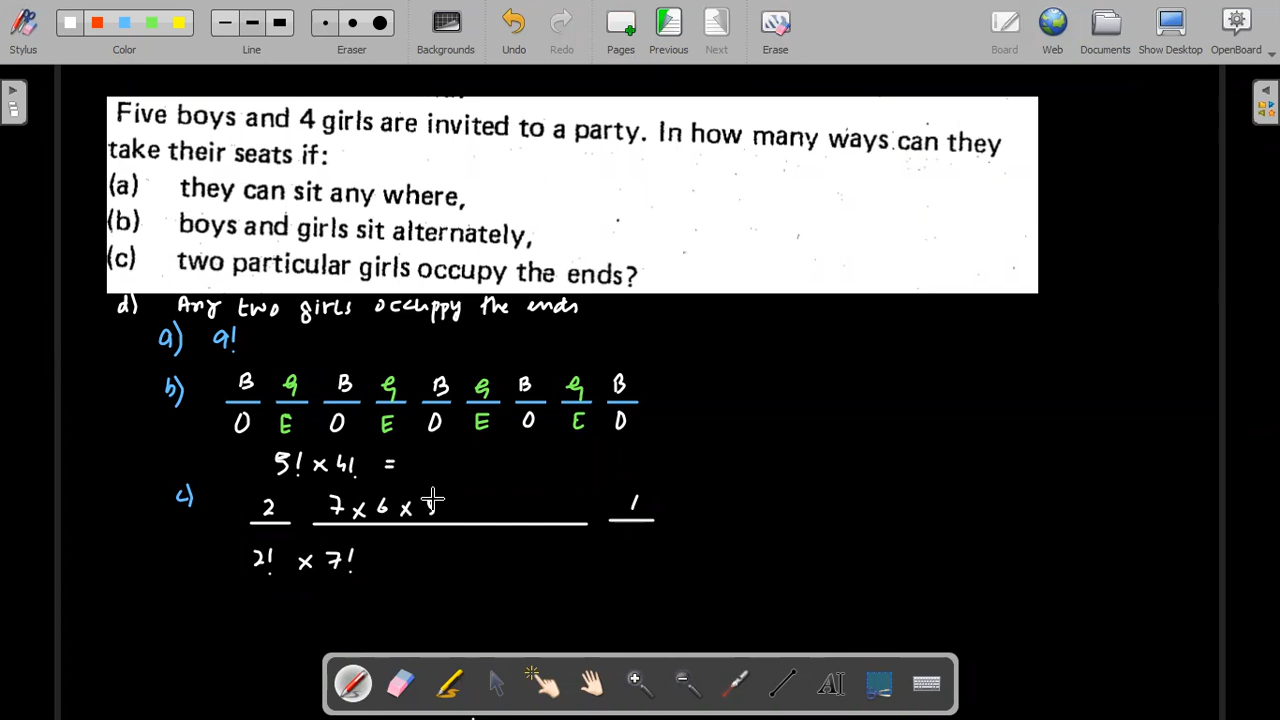 Stylus Color Line Eraser Backgrounds Undo Redo Pages Previous Next Erase Board Web Documents Show Desktop OpenBoard
Five boys and 4 girls are invited to a party. In how many ways can they
take their seats if:
(a) they can sit any where,
(b) boys and girls sit alternately,
(c) two particular girls occupy the ends?
d) Any two girls occuppy the ends
a) 9!
b) B G B G B G B G B
O E O E O E O E O
5! × 4! =
c) 2 7 × 6 × 1
2! × 7!
AI